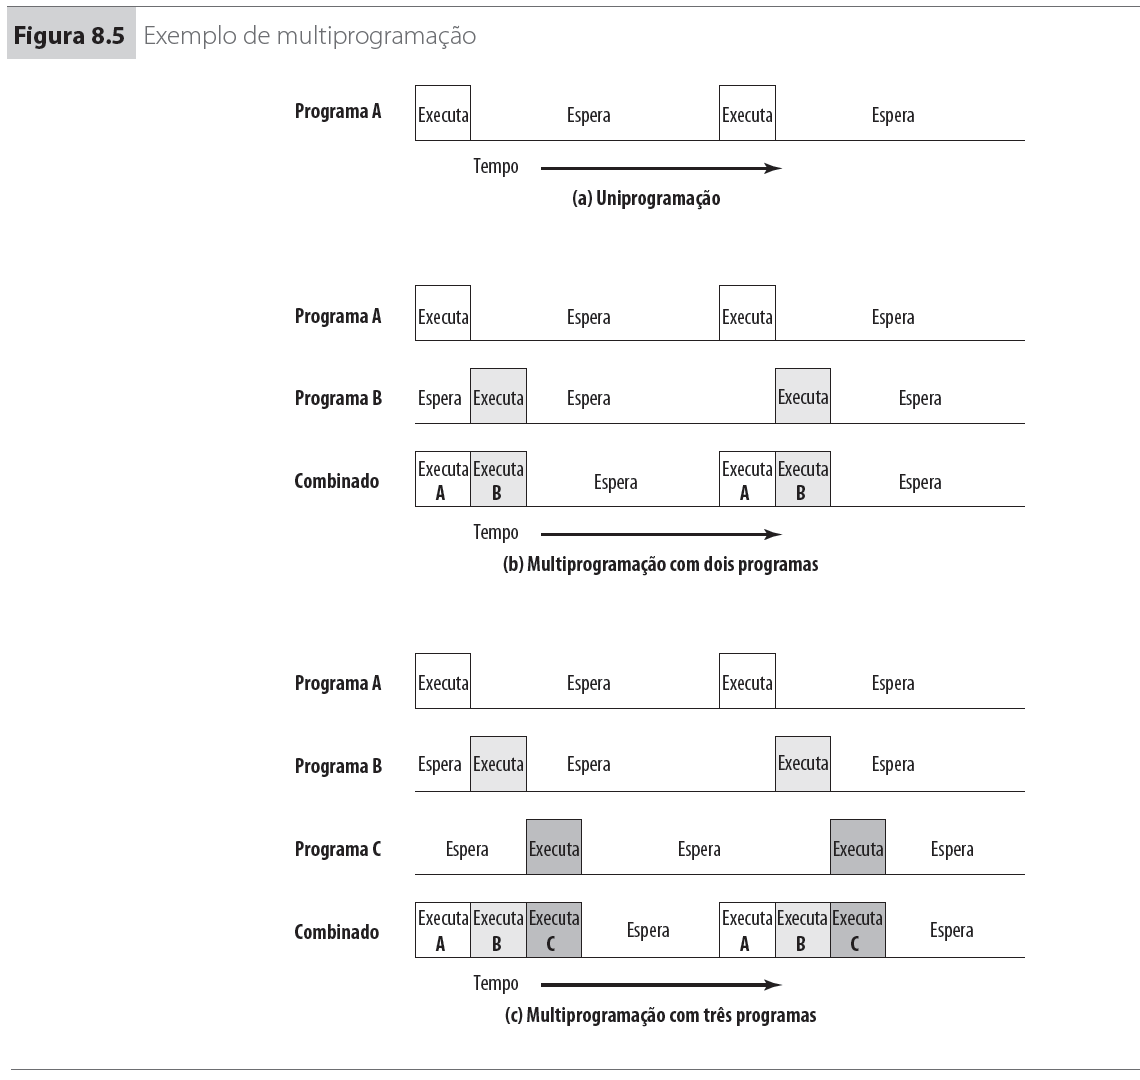 Figura 8.5 Exemplo de multiprogramação
Programa A Executa Espera Executa Espera
Tempo
(a) Uniprogramação
Programa A Executa Espera Executa Espera
Programa B Espera Executa Espera Executa Espera
Combinado Executa A Executa B Espera Executa A Executa B Espera
Tempo
(b) Multiprogramação com dois programas
Programa A Executa Espera Executa Espera
Programa B Espera Executa Espera Executa Espera
Programa C Espera Executa Espera Executa Espera
Combinado Executa A Executa B Executa C Espera Executa A Executa B Executa C Espera
Tempo
(c) Multiprogramação com três programas